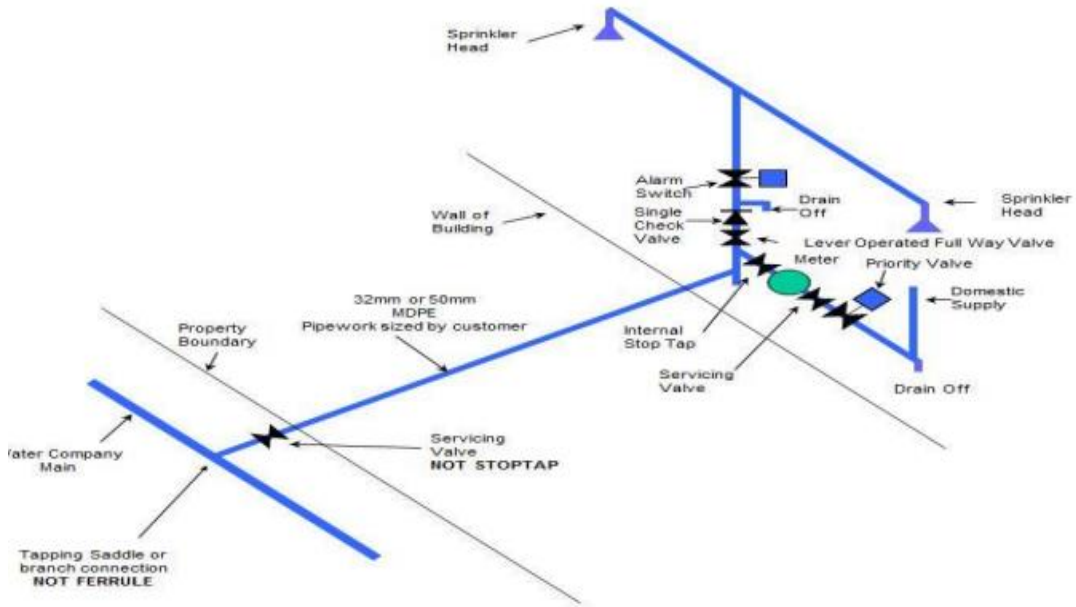 Sprinkler
Head
Alarm
Switch
Drain
Off
Sprinkler
Head
Wall of
Building
Single
Check
Valve
Lever Operated Full Way Valve
Meter
Priority Valve
32mm or 50mm
MDPE
Pipework sized by customer
Domestic
Supply
Property
Boundary
Internal
Stop Tap
Servicing
Valve
Drain Off
Servicing
Valve
NOT STOPTAP
ater Company
Main
Tapping Saddle or
branch connection
NOT FERRULE